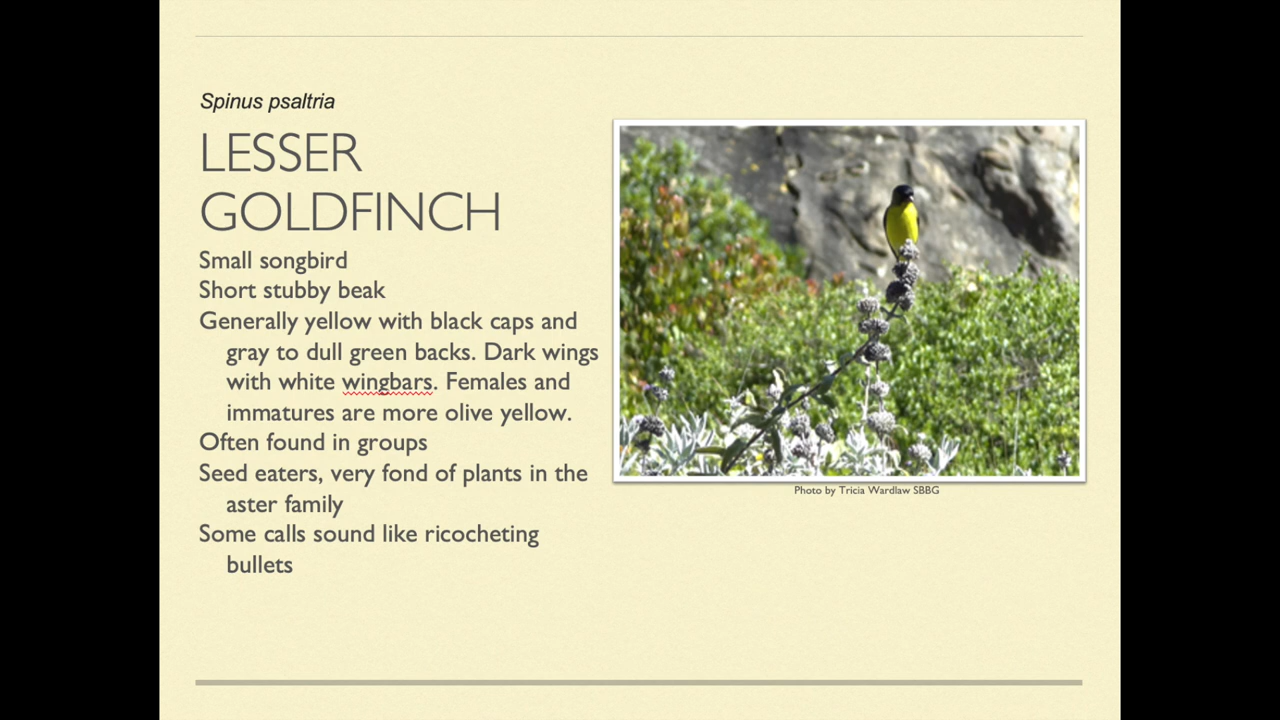 Spinus psaltria
LESSER
GOLDFINCH
Small songbird
Short stubby beak
Generally yellow with black caps and
gray to dull green backs. Dark wings
with white wingbars. Females and
immatures are more olive yellow.
Often found in groups
Seed eaters, very fond of plants in the
aster family
Some calls sound like ricocheting
bullets
Photo by Tricia Wardlaw SBBG